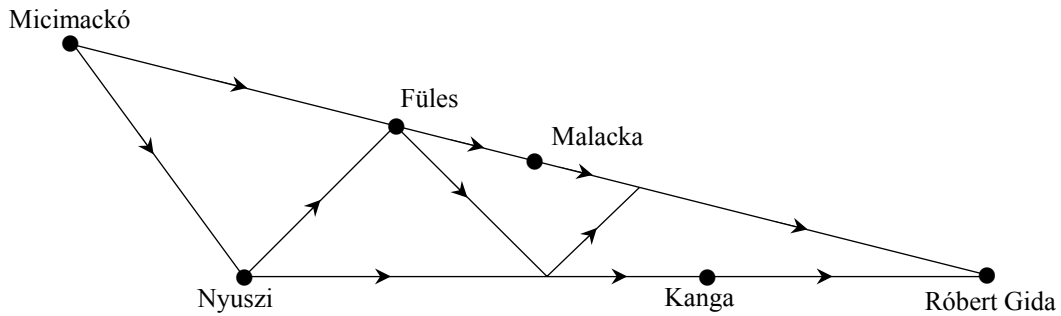 Micimackó
Füles
Malacka
Nyuszi
Kanga
Róbert Gida